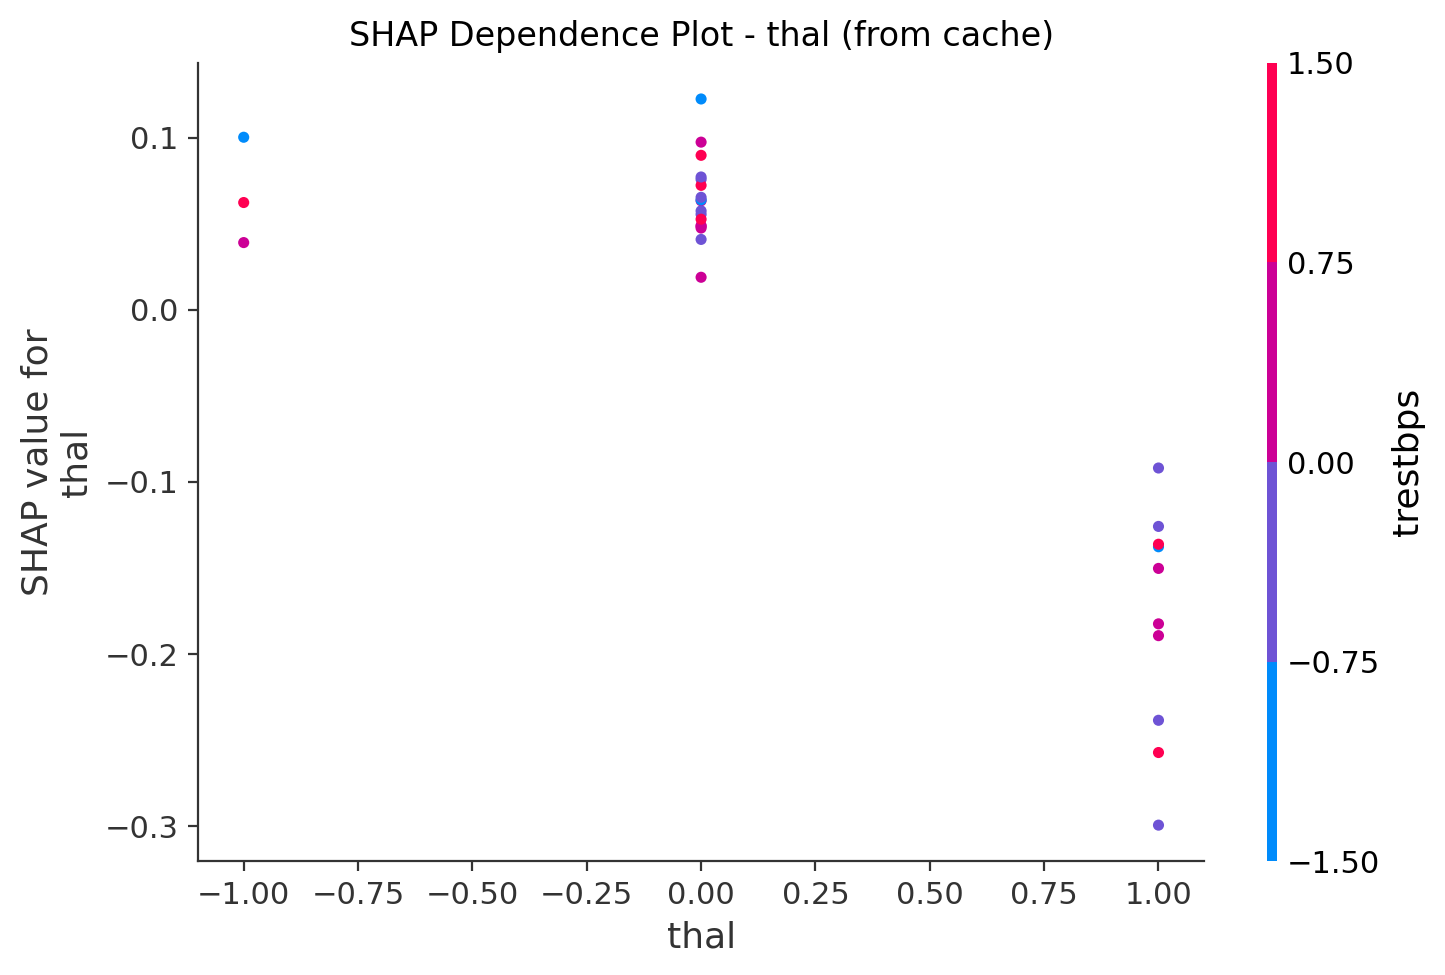 SHAP Dependence Plot - thal (from cache)
SHAP value for
thal
0.1
0.0
−0.1
−0.2
−0.3
−1.00 −0.75 −0.50 −0.25 0.00 0.25 0.50 0.75 1.00
thal
1.50
0.75
0.00
−0.75
−1.50
trestbps